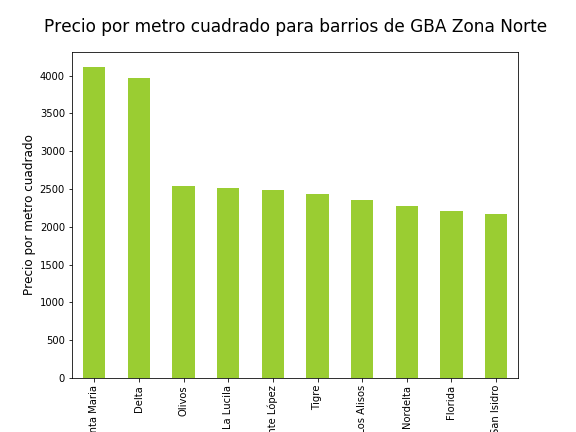 Precio por metro cuadrado para barrios de GBA Zona Norte
Precio por metro cuadrado
4000
3500
3000
2500
2000
1500
1000
500
0
nta Maria
Delta
Olivos
La Lucila
nte López
Tigre
os Alisos
Nordelta
Florida
San Isidro